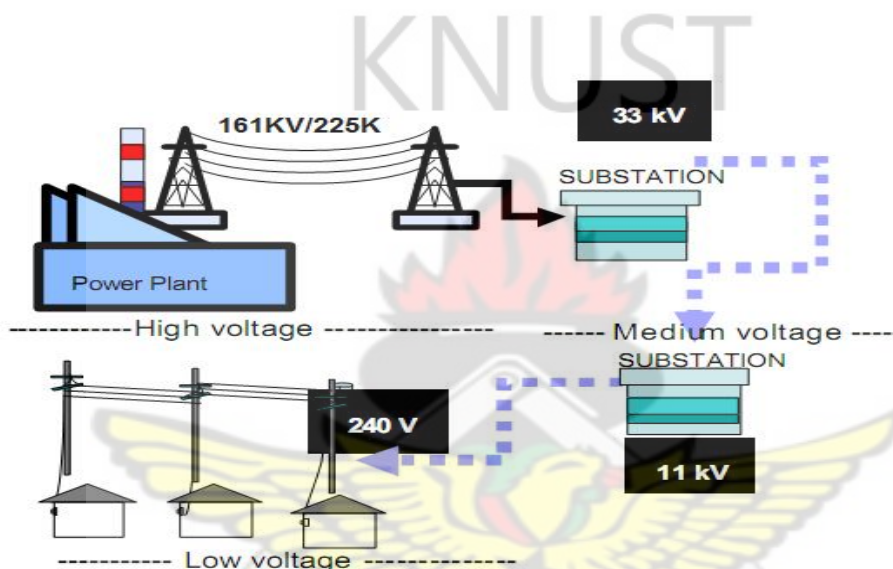 KNUST
161KV/225K
33 kV
SUBSTATION
Power Plant
-----------High voltage ---------------
------ Medium voltage ----
SUBSTATION
240 V
11 kV
--------- Low voltage ---------------